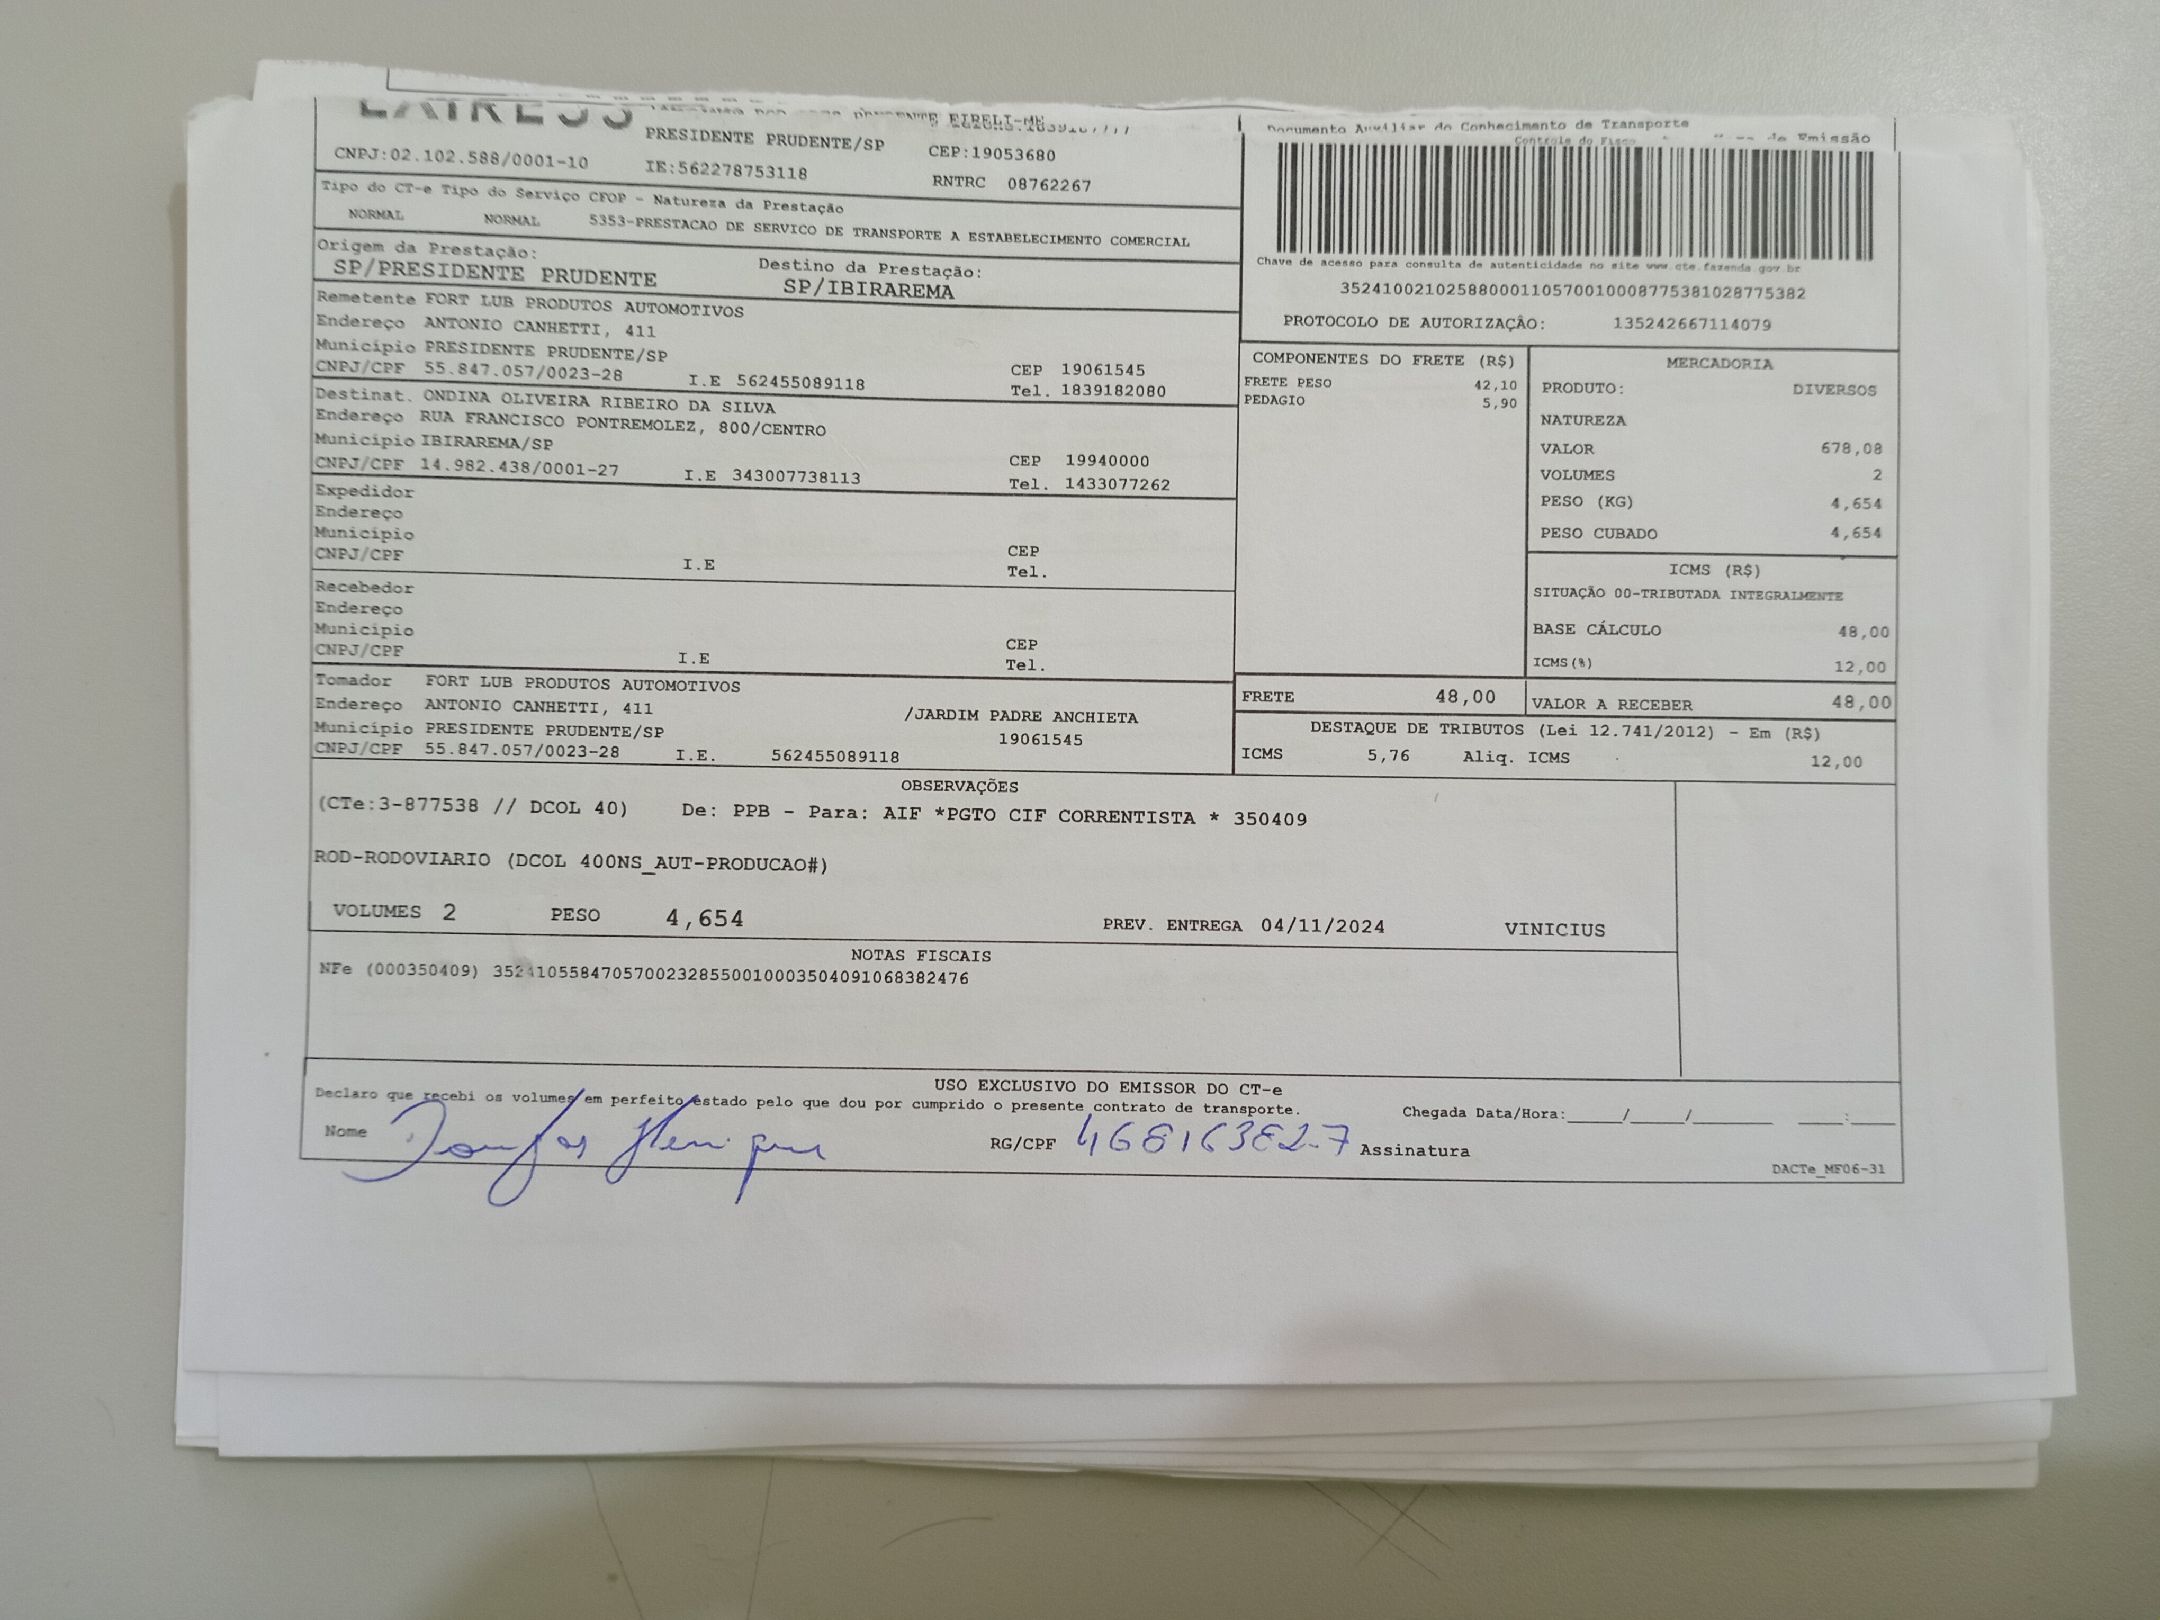 EIRELI-ME
PRESIDENTE PRUDENTE/SP CEP:19053680
CNPJ:02.102.588/0001-10 IE:562278753118 RNTRC 08762267
Tipo do CT-e Tipo do Serviço CFOP - Natureza da Prestação
NORMAL NORMAL 5353-PRESTACAO DE SERVICO DE TRANSPORTE A ESTABELECIMENTO COMERCIAL
Origem da Prestação: Destino da Prestação:
SP/PRESIDENTE PRUDENTE SP/IBIRAREMA
Remetente FORT LUB PRODUTOS AUTOMOTIVOS
Endereço ANTONIO CANHETTI, 411
Município PRESIDENTE PRUDENTE/SP CEP 19061545
CNPJ/CPF 55.847.057/0023-28 I.E 562455089118 Tel. 1839182080
Destinat. ONDINA OLIVEIRA RIBEIRO DA SILVA
Endereço RUA FRANCISCO PONTREMOLEZ, 800/CENTRO
Município IBIRAREMA/SP CEP 19940000
CNPJ/CPF 14.982.438/0001-27 I.E 343007738113 Tel. 1433077262
Expedidor
Endereço
Município CEP
CNPJ/CPF I.E Tel.
Recebedor
Endereço
Município CEP
CNPJ/CPF I.E Tel.
Tomador FORT LUB PRODUTOS AUTOMOTIVOS
Endereço ANTONIO CANHETTI, 411 /JARDIM PADRE ANCHIETA
Município PRESIDENTE PRUDENTE/SP 19061545
CNPJ/CPF 55.847.057/0023-28 I.E. 562455089118
Documento Auxiliar do Conhecimento de Transporte
de Emissão
Controle do Fisco
Chave de acesso para consulta de autenticidade no site www.cte.fazenda.gov.br
35241002102588000110570010008775381028775382
PROTOCOLO DE AUTORIZAÇÃO: 135242667114079
COMPONENTES DO FRETE (R$)
FRETE PESO 42,10
PEDAGIO 5,90
MERCADORIA
PRODUTO: DIVERSOS
NATUREZA
VALOR 678,08
VOLUMES 2
PESO (KG) 4,654
PESO CUBADO 4,654
ICMS (R$)
SITUAÇÃO 00-TRIBUTADA INTEGRALMENTE
BASE CÁLCULO 48,00
ICMS(%) 12,00
FRETE 48,00 VALOR A RECEBER 48,00
DESTAQUE DE TRIBUTOS (Lei 12.741/2012) - Em (R$)
ICMS 5,76 Aliq. ICMS 12,00
OBSERVAÇÕES
(CTe:3-877538 // DCOL 40) De: PPB - Para: AIF *PGTO CIF CORRENTISTA * 350409
ROD-RODOVIARIO (DCOL 400NS_AUT-PRODUCAO#)
VOLUMES 2 PESO 4,654 PREV. ENTREGA 04/11/2024 VINICIUS
NOTAS FISCAIS
NFe (000350409) 35241055847057002328550010003504091068382476
USO EXCLUSIVO DO EMISSOR DO CT-e
Declaro que recebi os volumes em perfeito estado pelo que dou por cumprido o presente contrato de transporte. Chegada Data/Hora:____/____/______ ___:___
Nome Douglas Henrique RG/CPF 468163827 Assinatura
DACTe_MF06-31